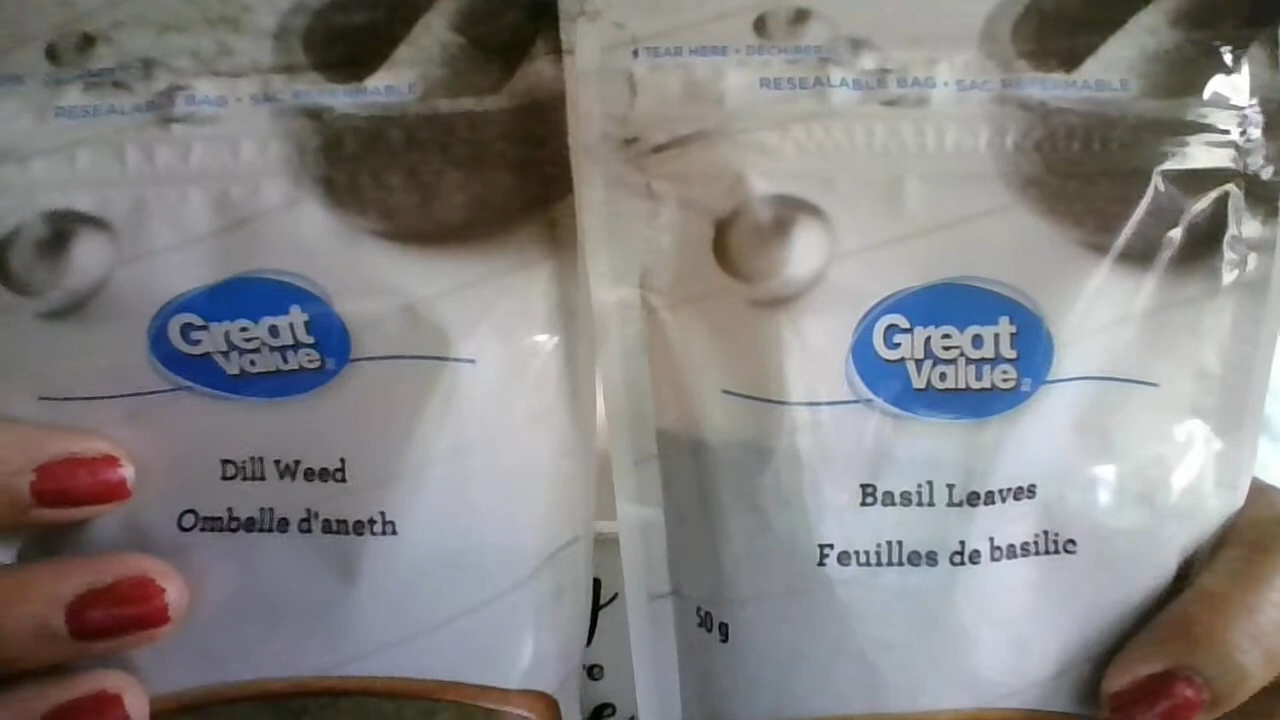 RESEALABLE BAG • SAC REFERMABLE
Great
Value
Dill Weed
Ombelle d'aneth
TEAR HERE • DÉCHIRER
RESEALABLE BAG • SAC REFERMABLE
Great
Value
Basil Leaves
Feuilles de basilic
50 g